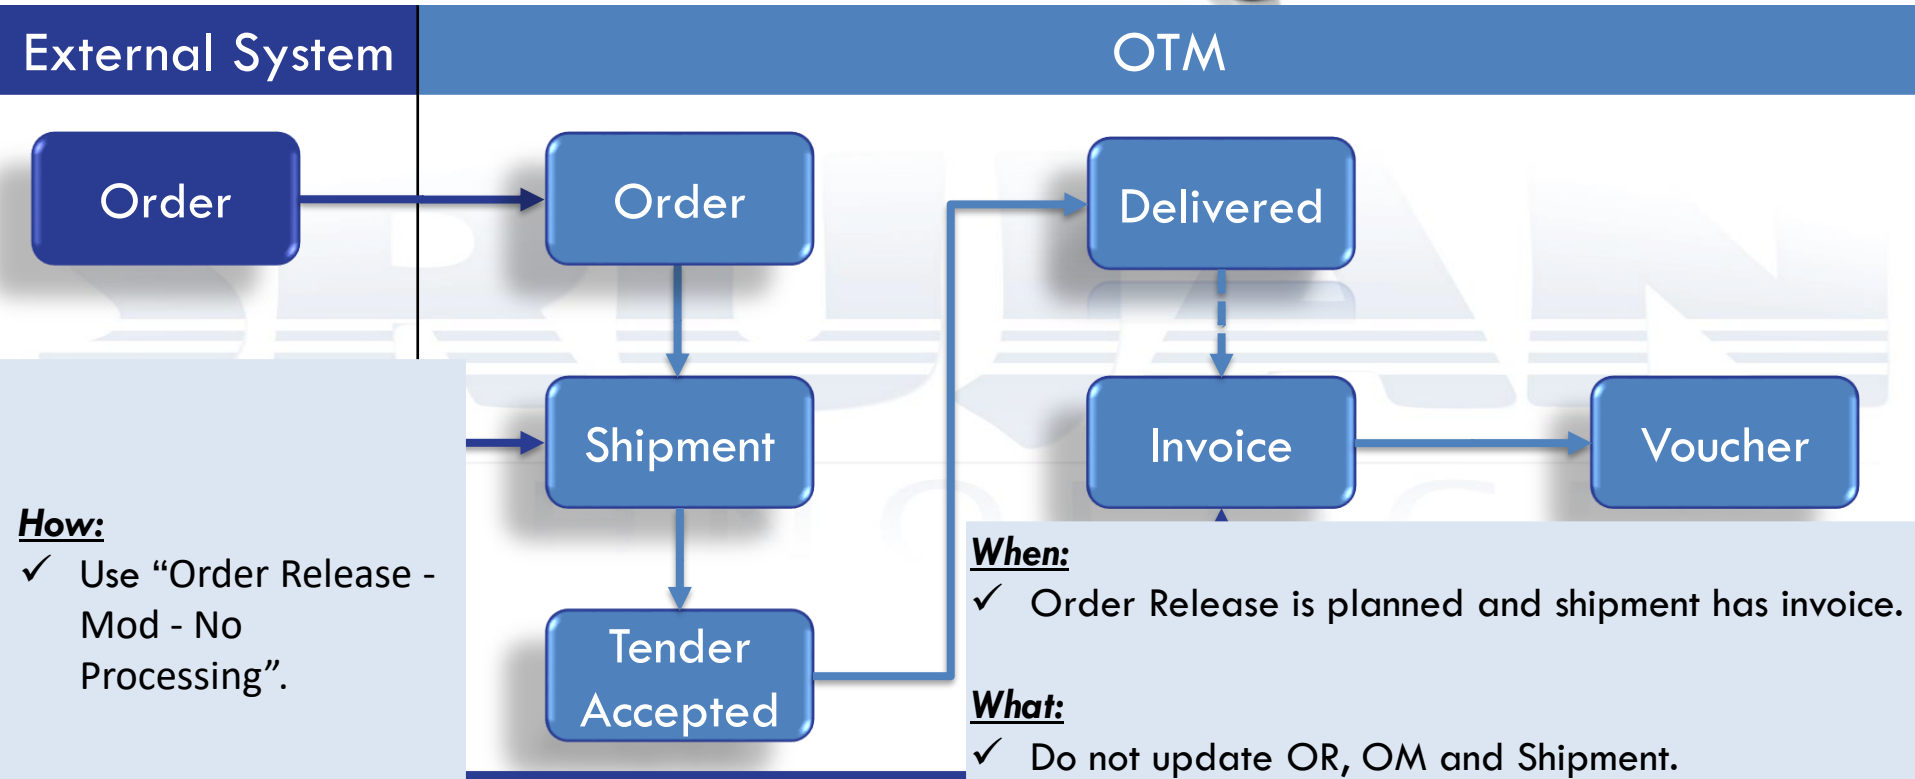 External System
OTM
Order
Order
Delivered
Shipment
Invoice
Voucher
How:
✓ Use “Order Release -
Mod - No
Processing”.
Tender
Accepted
When:
✓ Order Release is planned and shipment has invoice.
What:
✓ Do not update OR, OM and Shipment.